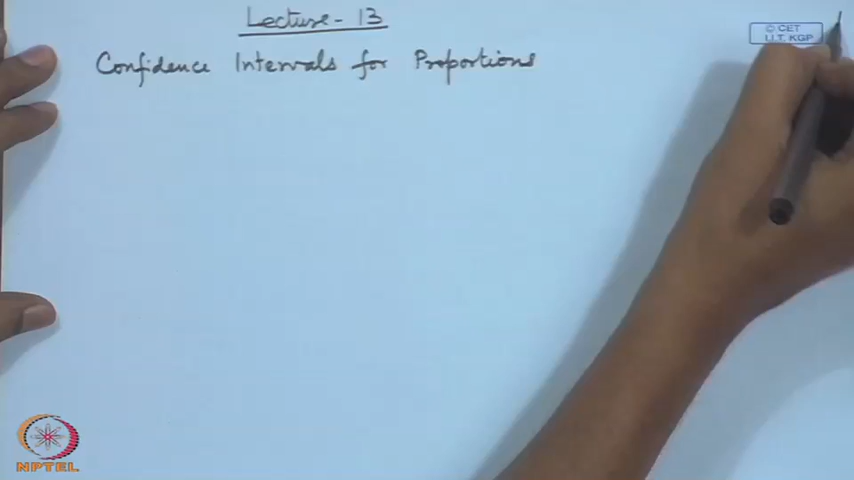 Lecture - 13
© CET
I.I.T. KGP
Confidence Intervals for Proportions
NPTEL